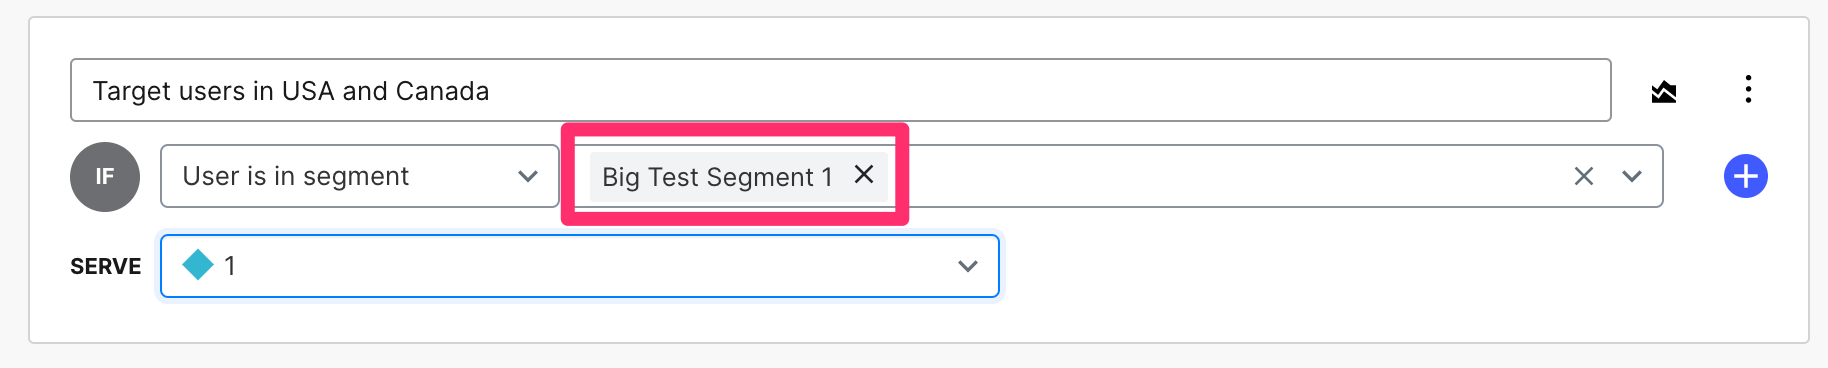 Target users in USA and Canada
IF User is in segment Big Test Segment 1
SERVE 1